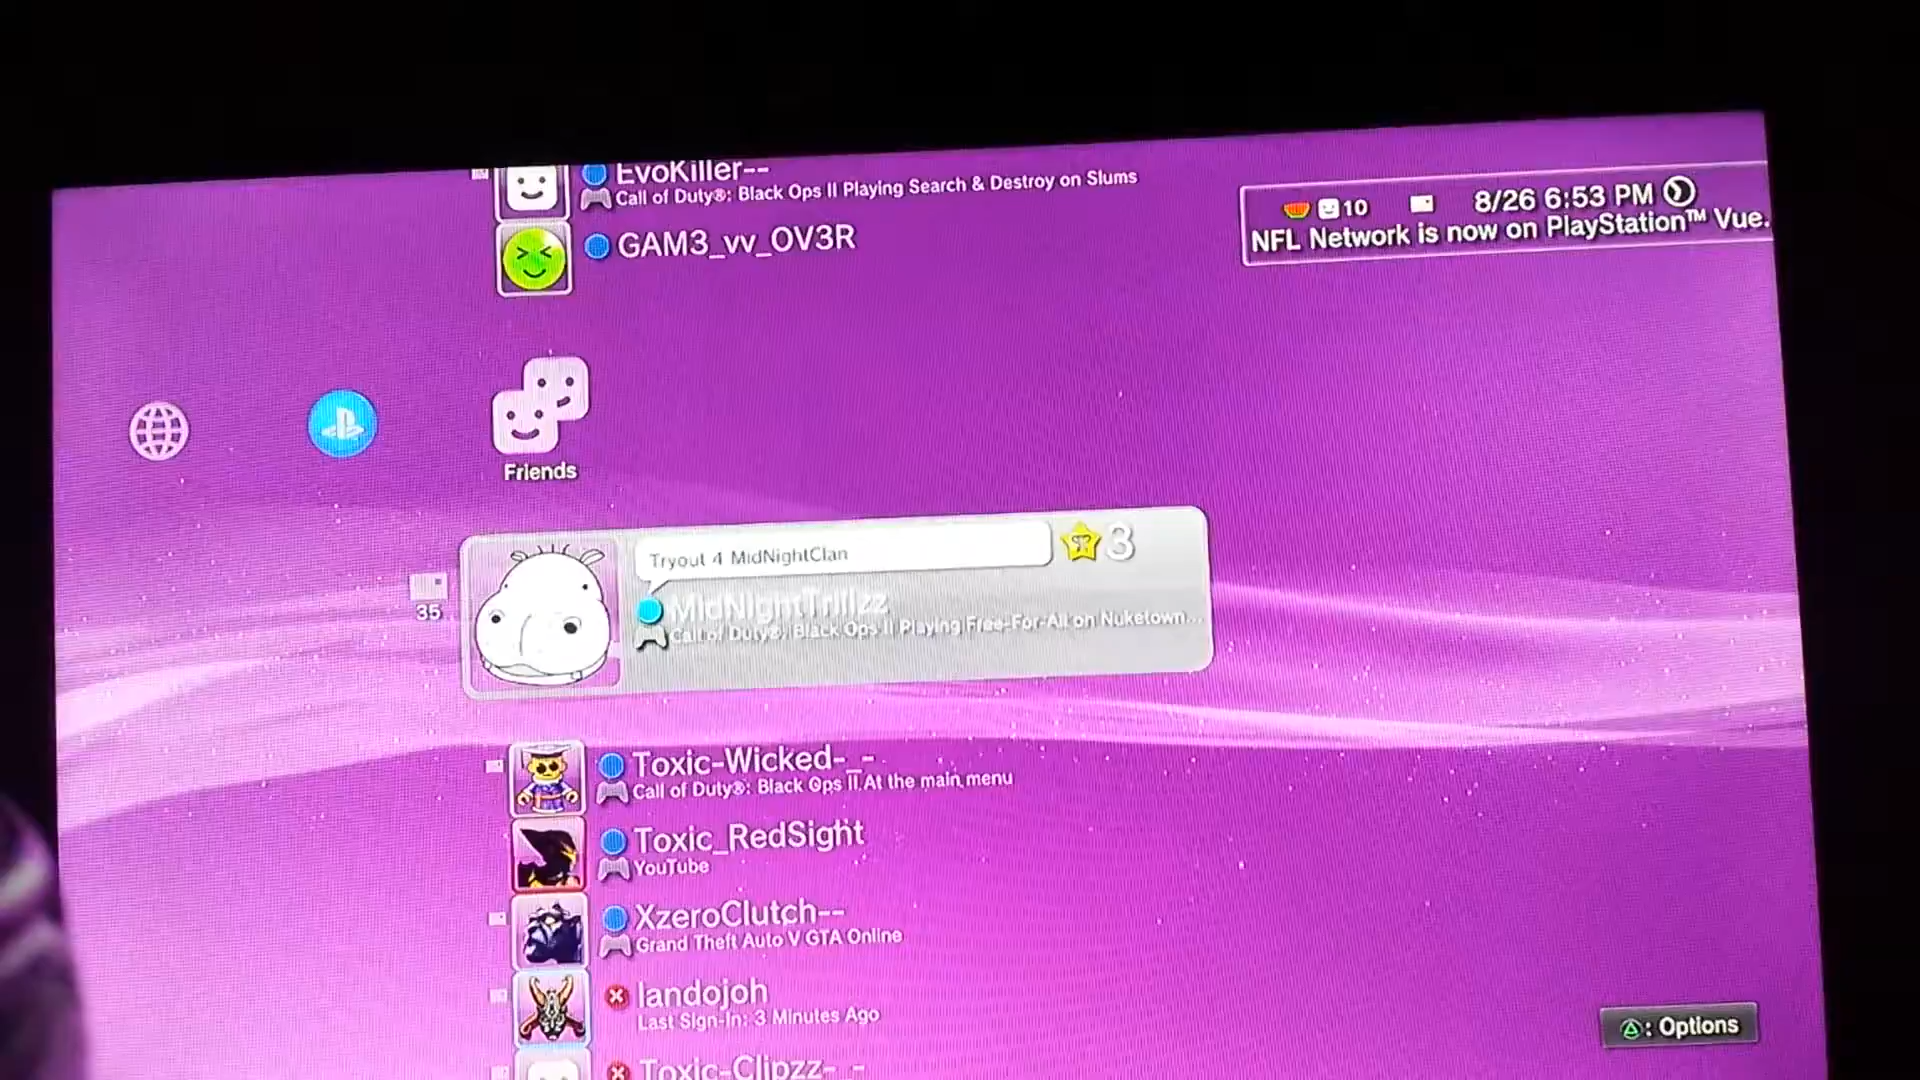 EvoKiller--
Call of Duty®: Black Ops II Playing Search & Destroy on Slums
GAM3_vv_OV3R
10
8/26 6:53 PM
NFL Network is now on PlayStation™ Vue.
Friends
Tryout 4 MidNightClan
3
35
MidNightTrillzz
Call of Duty®: Black Ops II Playing Free-For-All on Nuketown...
Toxic-Wicked-_-
Call of Duty®: Black Ops II At the main menu
Toxic_RedSight
YouTube
XzeroClutch--
Grand Theft Auto V GTA Online
landojoh
Last Sign-In: 3 Minutes Ago
Toxic-Clipzz-_-
: Options